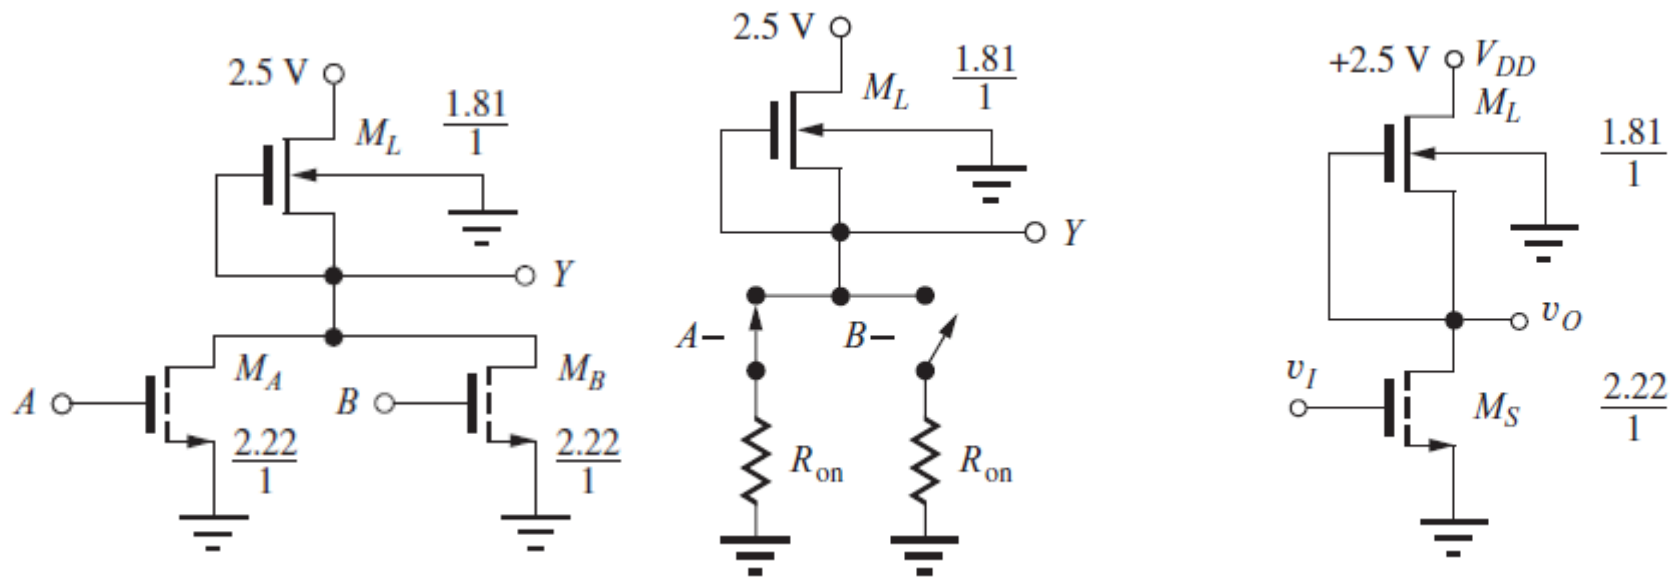 2.5 V
M_L
1.81/1
Y
A
M_A
2.22/1
B
M_B
2.22/1
2.5 V
M_L
1.81/1
Y
A
B
R_on
R_on
+2.5 V
V_DD
M_L
1.81/1
v_O
v_I
M_S
2.22/1